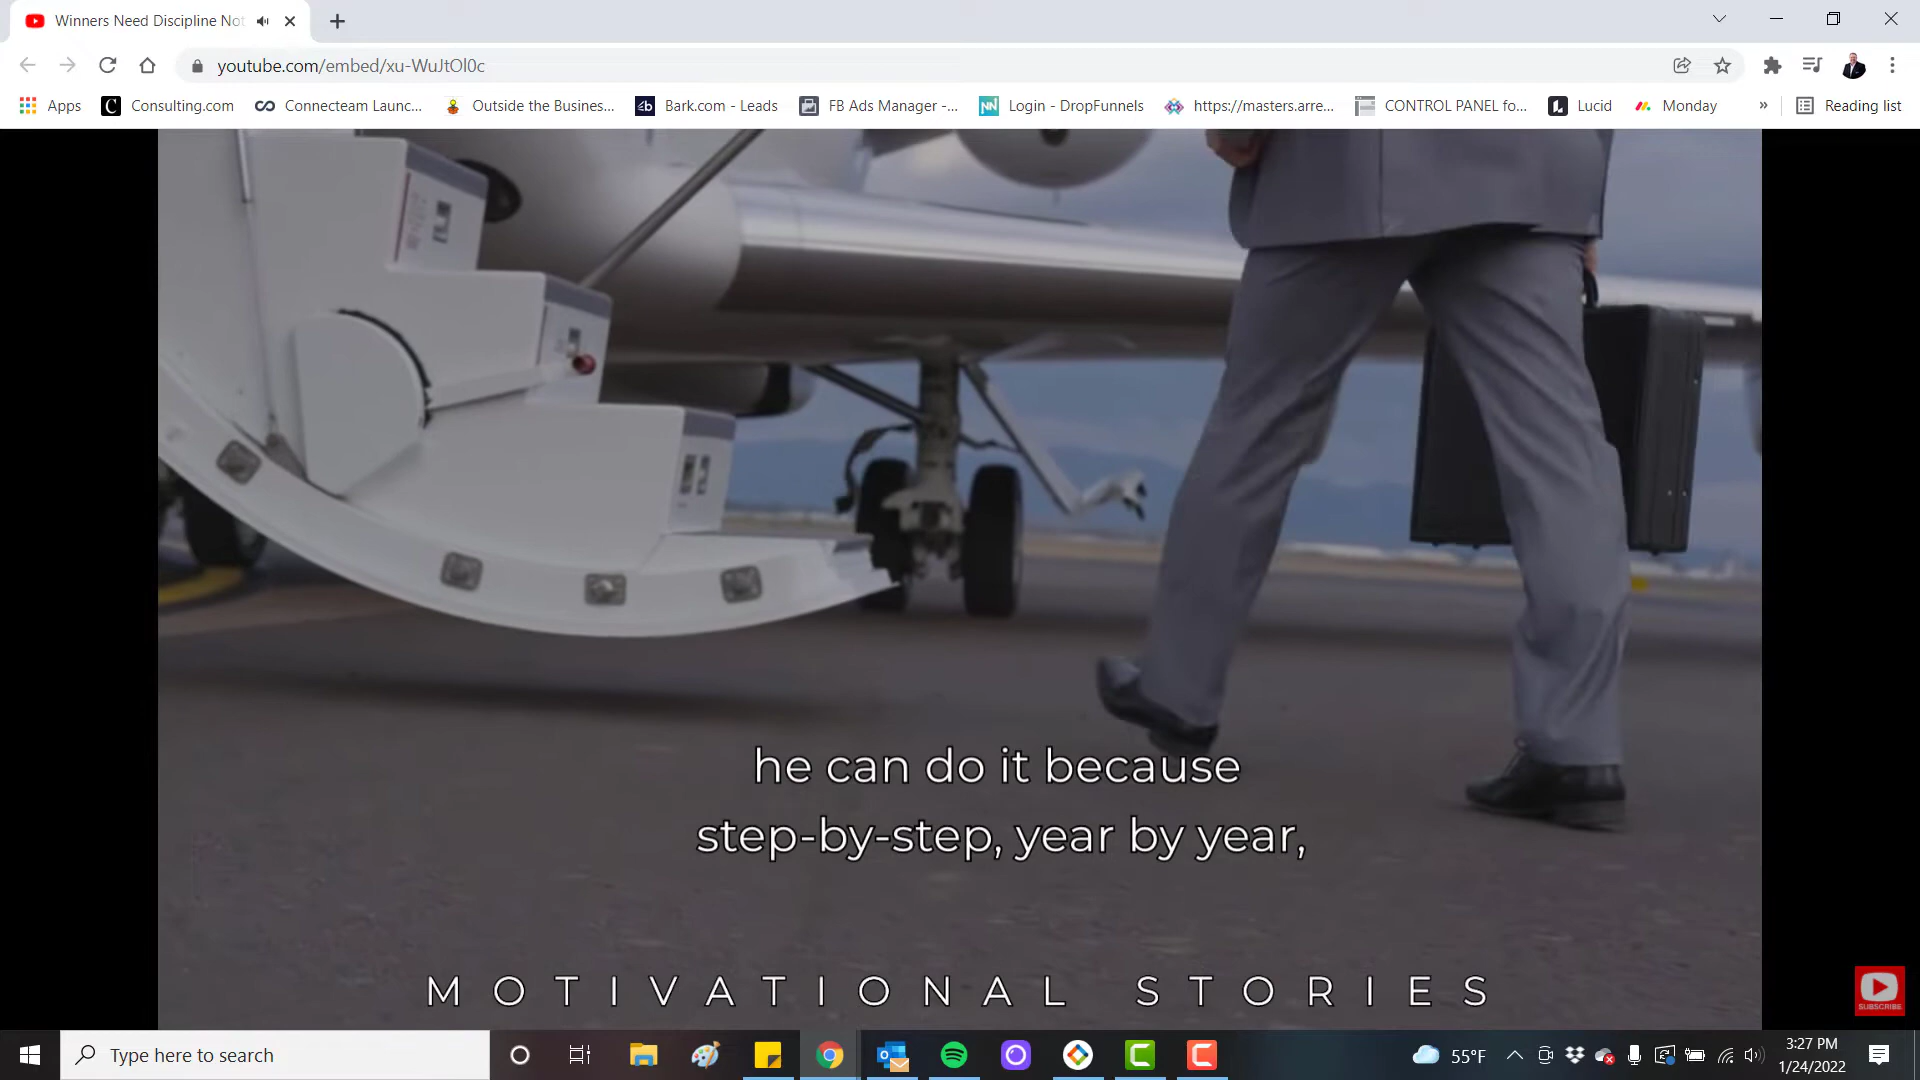 Winners Need Discipline Not
youtube.com/embed/xu-WuJtOl0c
Apps
Consulting.com
Connecteam Launc...
Outside the Busines...
Bark.com - Leads
FB Ads Manager -...
Login - DropFunnels
https://masters.arre...
CONTROL PANEL fo...
Lucid
Monday
»
Reading list
he can do it because
step-by-step, year by year,
MOTIVATIONAL STORIES
SUBSCRIBE
Type here to search
55°F
3:27 PM
1/24/2022